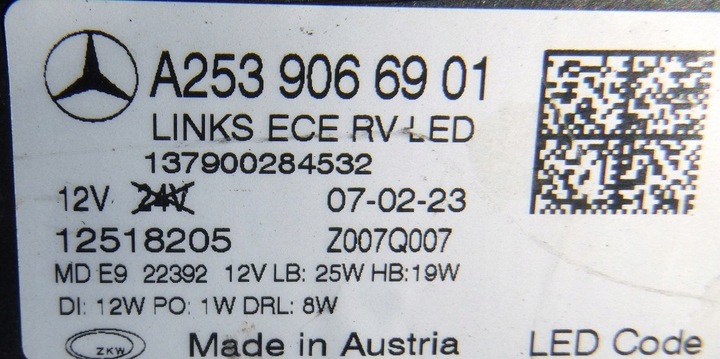 A253 906 69 01
LINKS ECE RV-LED
137900284532
12V 24V 07-02-23
12518205 Z007Q007
MD E9 22392 12V LB: 25W HB:19W
DI: 12W PO: 1W DRL: 8W
ZKW Made in Austria LED Code